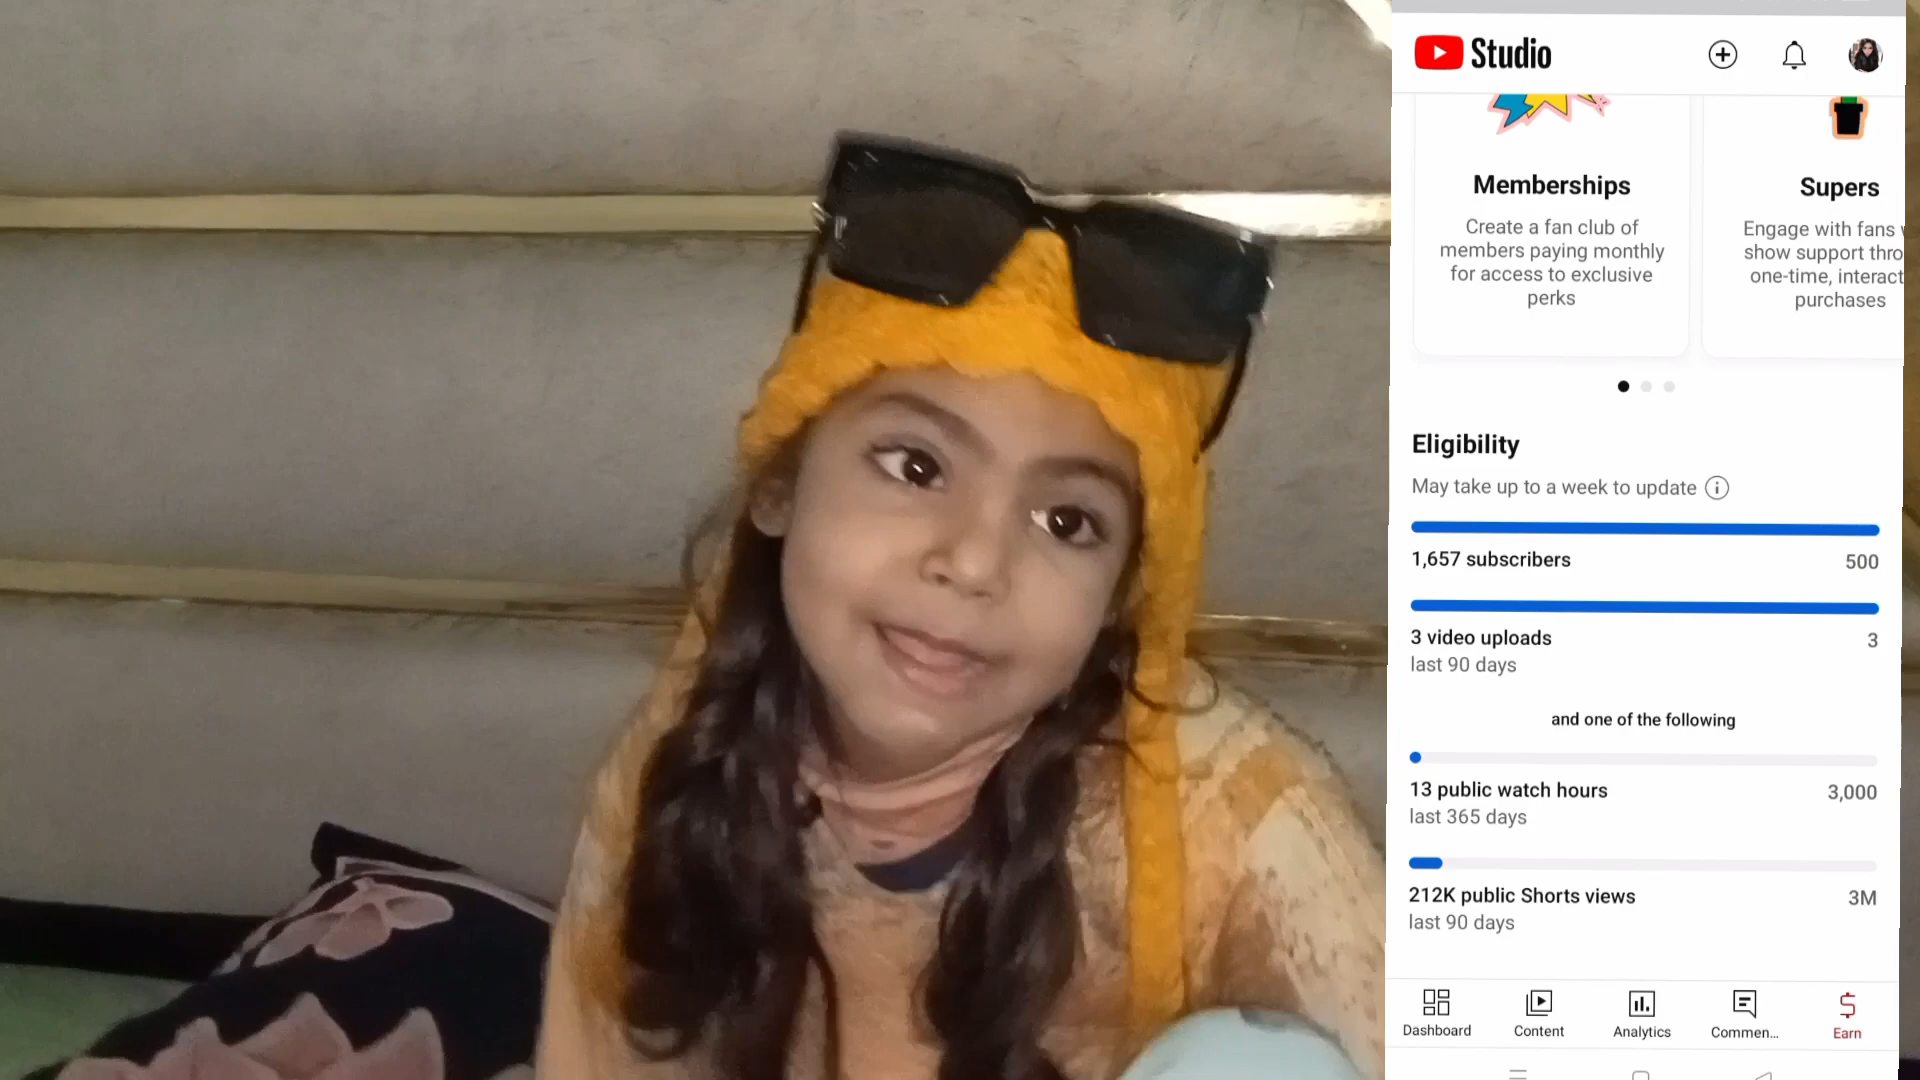 Studio
Memberships
Create a fan club of
members paying monthly
for access to exclusive
perks
Supers
Engage with fans
show support thro
one-time, interact
purchases
Eligibility
May take up to a week to update
1,657 subscribers 500
3 video uploads 3
last 90 days
and one of the following
13 public watch hours 3,000
last 365 days
212K public Shorts views 3M
last 90 days
Dashboard
Content
Analytics
Commen...
Earn